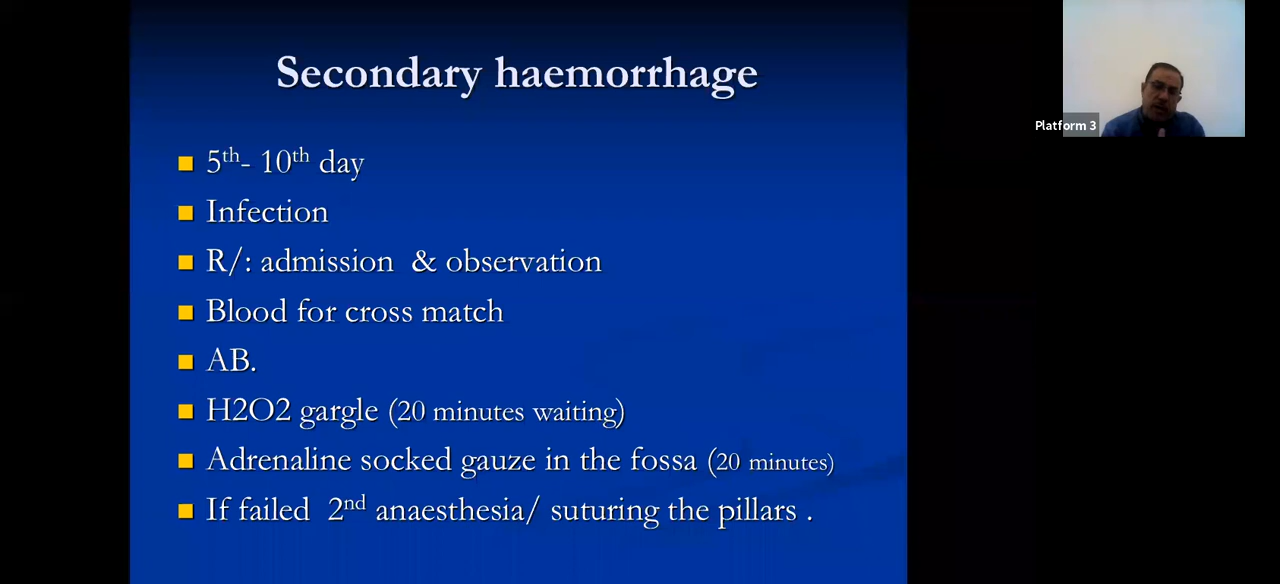 Secondary haemorrhage
5th- 10th day
Infection
R/: admission & observation
Blood for cross match
AB.
H2O2 gargle (20 minutes waiting)
Adrenaline socked gauze in the fossa (20 minutes)
If failed 2nd anaesthesia/ suturing the pillars .
Platform 3